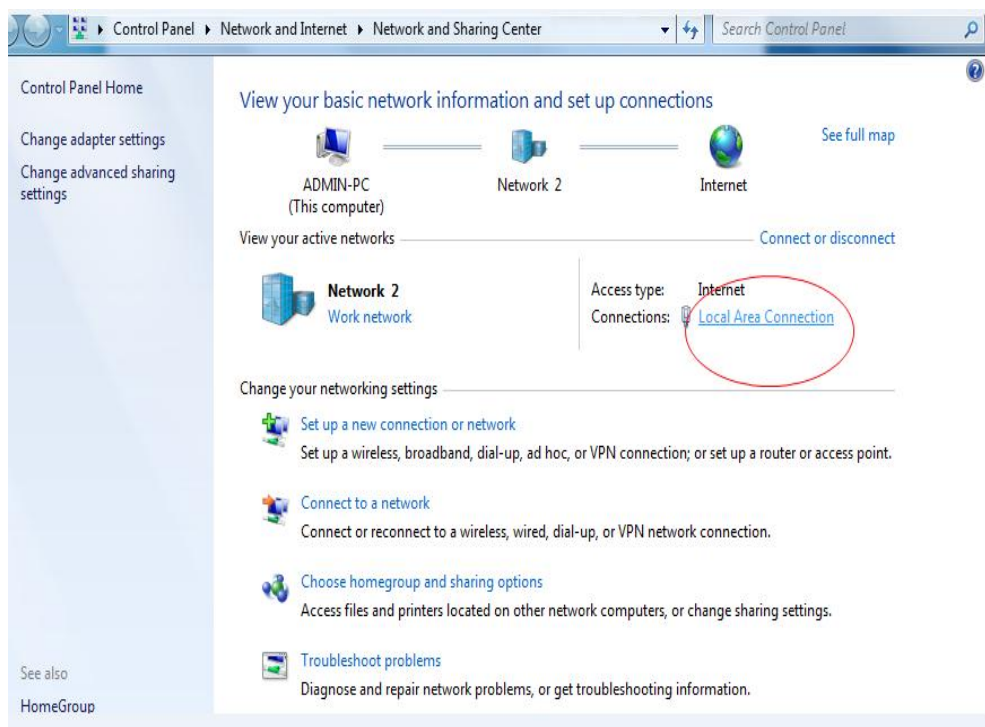 Control Panel ▸ Network and Internet ▸ Network and Sharing Center
Search Control Panel
Control Panel Home
Change adapter settings
Change advanced sharing
settings
View your basic network information and set up connections
See full map
ADMIN-PC
(This computer)
Network 2
Internet
View your active networks
Connect or disconnect
Network 2
Work network
Access type: Internet
Connections: Local Area Connection
Change your networking settings
Set up a new connection or network
Set up a wireless, broadband, dial-up, ad hoc, or VPN connection; or set up a router or access point.
Connect to a network
Connect or reconnect to a wireless, wired, dial-up, or VPN network connection.
Choose homegroup and sharing options
Access files and printers located on other network computers, or change sharing settings.
Troubleshoot problems
Diagnose and repair network problems, or get troubleshooting information.
See also
HomeGroup